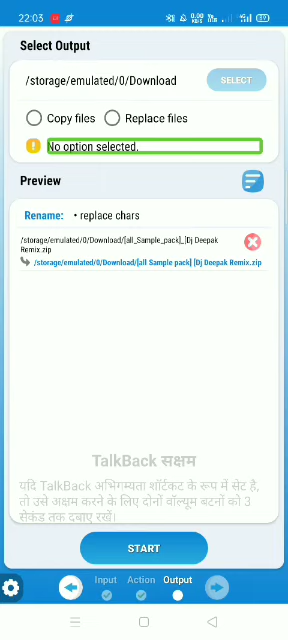 22:03
0.00 KB/S
Select Output
/storage/emulated/0/Download
SELECT
Copy files
Replace files
No option selected.
Preview
Rename: • replace chars
/storage/emulated/0/Download/[all_Sample_pack]_[Dj Deepak
Remix.zip
/storage/emulated/0/Download/[all Sample pack] [Dj Deepak Remix.zip
TalkBack सक्षम
यदि TalkBack अभिगम्यता शॉर्टकट के रूप में सेट है,
तो उसे अक्षम करने के लिए दोनों वॉल्यूम बटनों को 3
सेकंड तक दबाए रखें।
START
Input Action Output